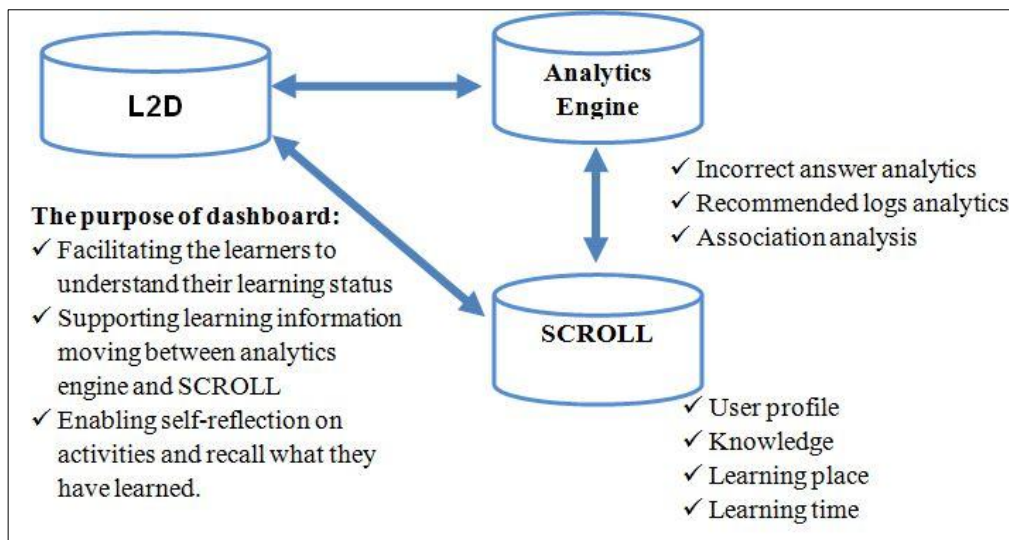 L2D
Analytics
Engine
✓ Incorrect answer analytics
✓ Recommended logs analytics
✓ Association analysis
The purpose of dashboard:
✓ Facilitating the learners to
understand their learning status
✓ Supporting learning information
moving between analytics
engine and SCROLL
✓ Enabling self-reflection on
activities and recall what they
have learned.
SCROLL
✓ User profile
✓ Knowledge
✓ Learning place
✓ Learning time